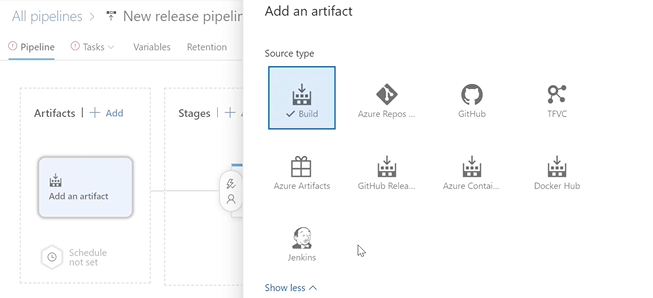 All pipelines > New release pipelin
Pipeline Tasks Variables Retention
Artifacts | + Add
Stages | +
Add an artifact
Schedule
not set
Add an artifact
Source type
Build Azure Repos ... GitHub TFVC
Azure Artifacts GitHub Relea... Azure Contai... Docker Hub
Jenkins
Show less